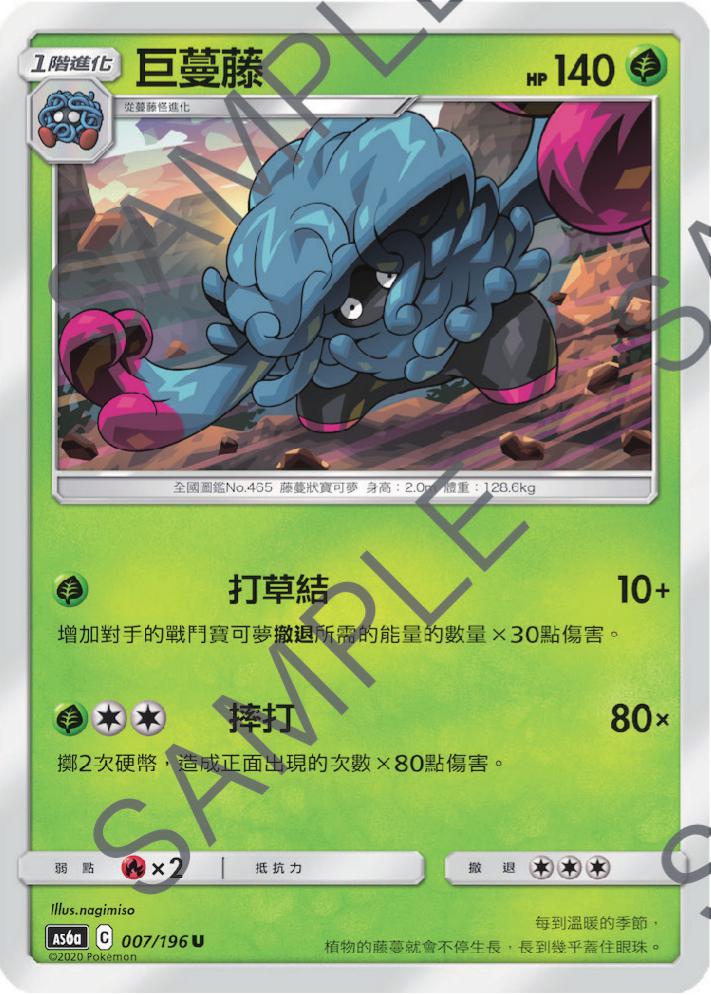 1階進化 巨蔓藤 HP 140
從蔓藤怪進化
全國圖鑑No.465 藤蔓狀寶可夢 身高：2.0m 體重：128.6kg
打草結 10+
增加對手的戰鬥寶可夢撤退所需的能量的數量×30點傷害。
摔打 80×
擲2次硬幣，造成正面出現的次數×80點傷害。
弱點 ×2 抵抗力 撤退
Illus.nagimiso
AS6a C 007/196 U
©2020 Pokémon
每到溫暖的季節，
植物的藤蔓就會不停生長，長到幾乎蓋住眼珠。
SAMPLE
SAMPLE
SA
S